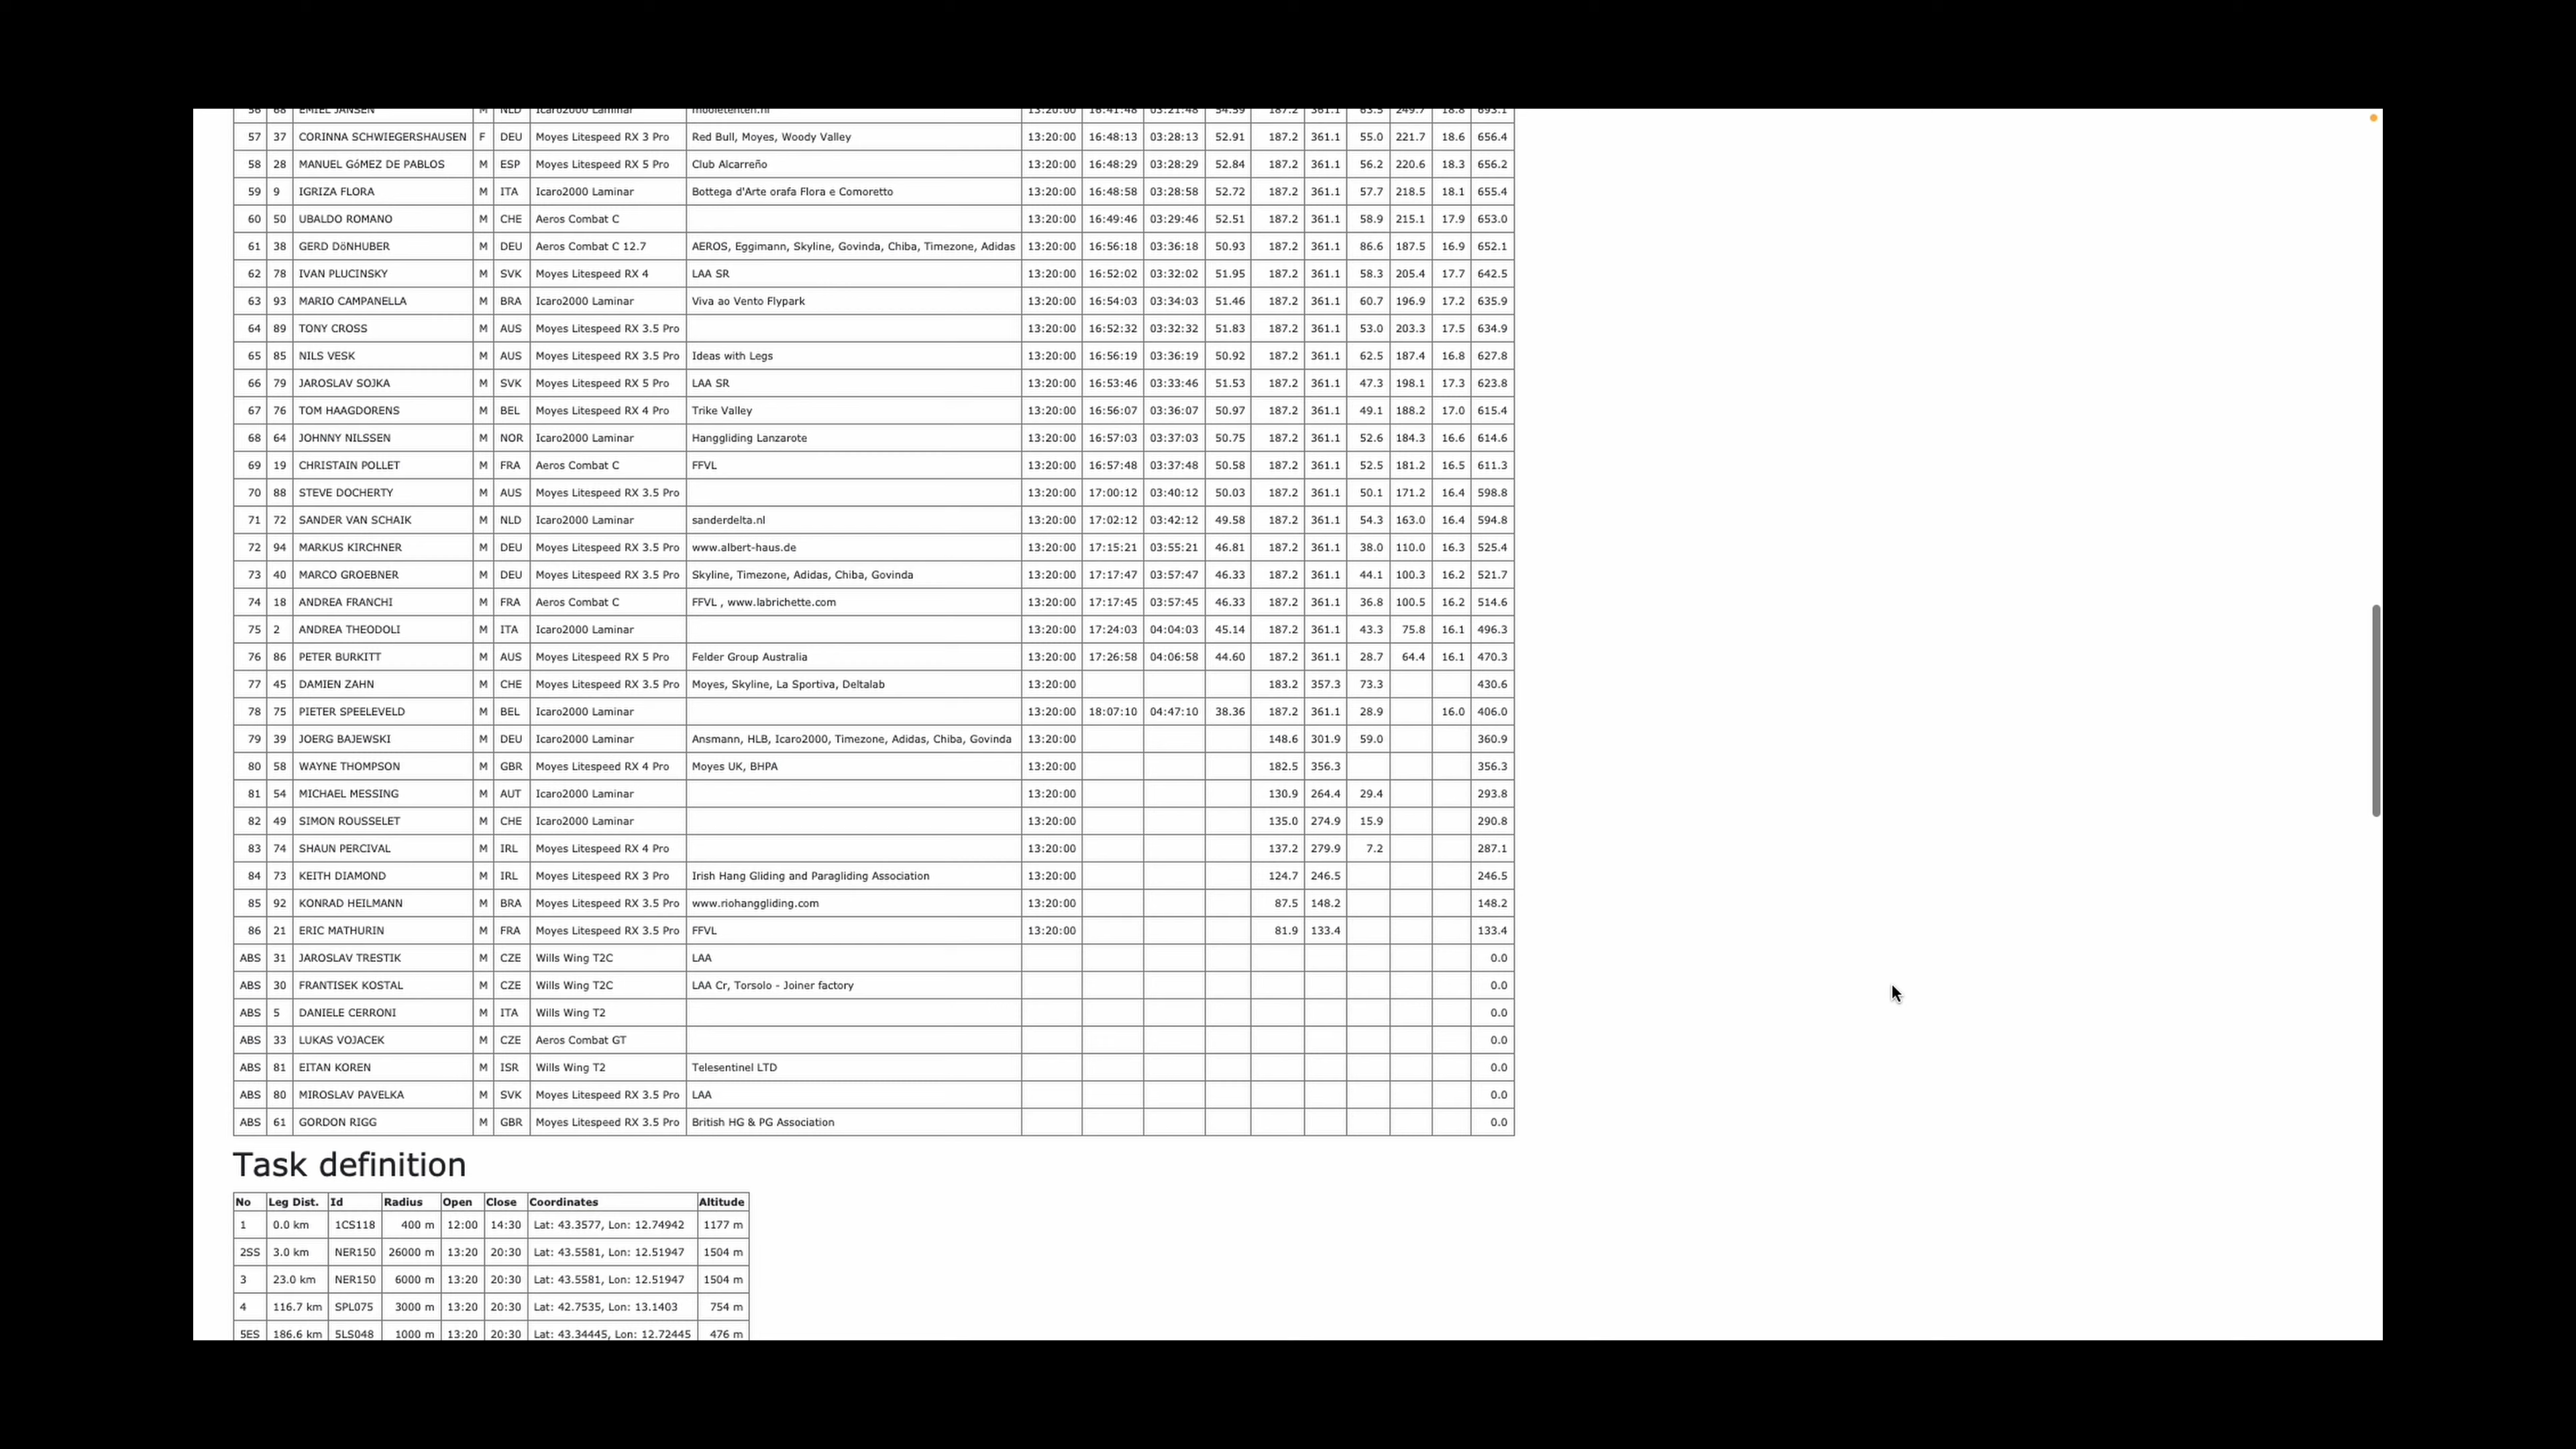 56 68 EMIEL JANSEN M NLD Icaro2000 Laminar mooietenten.nl 13:20:00 16:41:48 03:21:48 54.59 187.2 361.1 63.5 249.7 18.8 693.1
57 37 CORINNA SCHWIEGERSHAUSEN F DEU Moyes Litespeed RX 3 Pro Red Bull, Moyes, Woody Valley 13:20:00 16:48:13 03:28:13 52.91 187.2 361.1 55.0 221.7 18.6 656.4
58 28 MANUEL GóMEZ DE PABLOS M ESP Moyes Litespeed RX 5 Pro Club Alcarreño 13:20:00 16:48:29 03:28:29 52.84 187.2 361.1 56.2 220.6 18.3 656.2
59 9 IGRIZA FLORA M ITA Icaro2000 Laminar Bottega d'Arte orafa Flora e Comoretto 13:20:00 16:48:58 03:28:58 52.72 187.2 361.1 57.7 218.5 18.1 655.4
60 50 UBALDO ROMANO M CHE Aeros Combat C 13:20:00 16:49:46 03:29:46 52.51 187.2 361.1 58.9 215.1 17.9 653.0
61 38 GERD DöNHUBER M DEU Aeros Combat C 12.7 AEROS, Eggimann, Skyline, Govinda, Chiba, Timezone, Adidas 13:20:00 16:56:18 03:36:18 50.93 187.2 361.1 86.6 187.5 16.9 652.1
62 78 IVAN PLUCINSKY M SVK Moyes Litespeed RX 4 LAA SR 13:20:00 16:52:02 03:32:02 51.95 187.2 361.1 58.3 205.4 17.7 642.5
63 93 MARIO CAMPANELLA M BRA Icaro2000 Laminar Viva ao Vento Flypark 13:20:00 16:54:03 03:34:03 51.46 187.2 361.1 60.7 196.9 17.2 635.9
64 89 TONY CROSS M AUS Moyes Litespeed RX 3.5 Pro 13:20:00 16:52:32 03:32:32 51.83 187.2 361.1 53.0 203.3 17.5 634.9
65 85 NILS VESK M AUS Moyes Litespeed RX 3.5 Pro Ideas with Legs 13:20:00 16:56:19 03:36:19 50.92 187.2 361.1 62.5 187.4 16.8 627.8
66 79 JAROSLAV SOJKA M SVK Moyes Litespeed RX 5 Pro LAA SR 13:20:00 16:53:46 03:33:46 51.53 187.2 361.1 47.3 198.1 17.3 623.8
67 76 TOM HAAGDORENS M BEL Moyes Litespeed RX 4 Pro Trike Valley 13:20:00 16:56:07 03:36:07 50.97 187.2 361.1 49.1 188.2 17.0 615.4
68 64 JOHNNY NILSSEN M NOR Icaro2000 Laminar Hanggliding Lanzarote 13:20:00 16:57:03 03:37:03 50.75 187.2 361.1 52.6 184.3 16.6 614.6
69 19 CHRISTAIN POLLET M FRA Aeros Combat C FFVL 13:20:00 16:57:48 03:37:48 50.58 187.2 361.1 52.5 181.2 16.5 611.3
70 88 STEVE DOCHERTY M AUS Moyes Litespeed RX 3.5 Pro 13:20:00 17:00:12 03:40:12 50.03 187.2 361.1 50.1 171.2 16.4 598.8
71 72 SANDER VAN SCHAIK M NLD Icaro2000 Laminar sanderdelta.nl 13:20:00 17:02:12 03:42:12 49.58 187.2 361.1 54.3 163.0 16.4 594.8
72 94 MARKUS KIRCHNER M DEU Moyes Litespeed RX 3.5 Pro www.albert-haus.de 13:20:00 17:15:21 03:55:21 46.81 187.2 361.1 38.0 110.0 16.3 525.4
73 40 MARCO GROEBNER M DEU Moyes Litespeed RX 3.5 Pro Skyline, Timezone, Adidas, Chiba, Govinda 13:20:00 17:17:47 03:57:47 46.33 187.2 361.1 44.1 100.3 16.2 521.7
74 18 ANDREA FRANCHI M FRA Aeros Combat C FFVL , www.labrichette.com 13:20:00 17:17:45 03:57:45 46.33 187.2 361.1 36.8 100.5 16.2 514.6
75 2 ANDREA THEODOLI M ITA Icaro2000 Laminar 13:20:00 17:24:03 04:04:03 45.14 187.2 361.1 43.3 75.8 16.1 496.3
76 86 PETER BURKITT M AUS Moyes Litespeed RX 5 Pro Felder Group Australia 13:20:00 17:26:58 04:06:58 44.60 187.2 361.1 28.7 64.4 16.1 470.3
77 45 DAMIEN ZAHN M CHE Moyes Litespeed RX 3.5 Pro Moyes, Skyline, La Sportiva, Deltalab 13:20:00 183.2 357.3 73.3 430.6
78 75 PIETER SPEELEVELD M BEL Icaro2000 Laminar 13:20:00 18:07:10 04:47:10 38.36 187.2 361.1 28.9 16.0 406.0
79 39 JOERG BAJEWSKI M DEU Icaro2000 Laminar Ansmann, HLB, Icaro2000, Timezone, Adidas, Chiba, Govinda 13:20:00 148.6 301.9 59.0 360.9
80 58 WAYNE THOMPSON M GBR Moyes Litespeed RX 4 Pro Moyes UK, BHPA 13:20:00 182.5 356.3 356.3
81 54 MICHAEL MESSING M AUT Icaro2000 Laminar 13:20:00 130.9 264.4 29.4 293.8
82 49 SIMON ROUSSELET M CHE Icaro2000 Laminar 13:20:00 135.0 274.9 15.9 290.8
83 74 SHAUN PERCIVAL M IRL Moyes Litespeed RX 4 Pro 13:20:00 137.2 279.9 7.2 287.1
84 73 KEITH DIAMOND M IRL Moyes Litespeed RX 3 Pro Irish Hang Gliding and Paragliding Association 13:20:00 124.7 246.5 246.5
85 92 KONRAD HEILMANN M BRA Moyes Litespeed RX 3.5 Pro www.riohanggliding.com 13:20:00 87.5 148.2 148.2
86 21 ERIC MATHURIN M FRA Moyes Litespeed RX 3.5 Pro FFVL 13:20:00 81.9 133.4 133.4
ABS 31 JAROSLAV TRESTIK M CZE Wills Wing T2C LAA 0.0
ABS 30 FRANTISEK KOSTAL M CZE Wills Wing T2C LAA Cr, Torsolo - Joiner factory 0.0
ABS 5 DANIELE CERRONI M ITA Wills Wing T2 0.0
ABS 33 LUKAS VOJACEK M CZE Aeros Combat GT 0.0
ABS 81 EITAN KOREN M ISR Wills Wing T2 Telesentinel LTD 0.0
ABS 80 MIROSLAV PAVELKA M SVK Moyes Litespeed RX 3.5 Pro LAA 0.0
ABS 61 GORDON RIGG M GBR Moyes Litespeed RX 3.5 Pro British HG & PG Association 0.0
Task definition
No Leg Dist. Id Radius Open Close Coordinates Altitude
1 0.0 km 1CS118 400 m 12:00 14:30 Lat: 43.3577, Lon: 12.74942 1177 m
2SS 3.0 km NER150 26000 m 13:20 20:30 Lat: 43.5581, Lon: 12.51947 1504 m
3 23.0 km NER150 6000 m 13:20 20:30 Lat: 43.5581, Lon: 12.51947 1504 m
4 116.7 km SPL075 3000 m 13:20 20:30 Lat: 42.7535, Lon: 13.1403 754 m
5ES 186.6 km 5LS048 1000 m 13:20 20:30 Lat: 43.34445, Lon: 12.72445 476 m